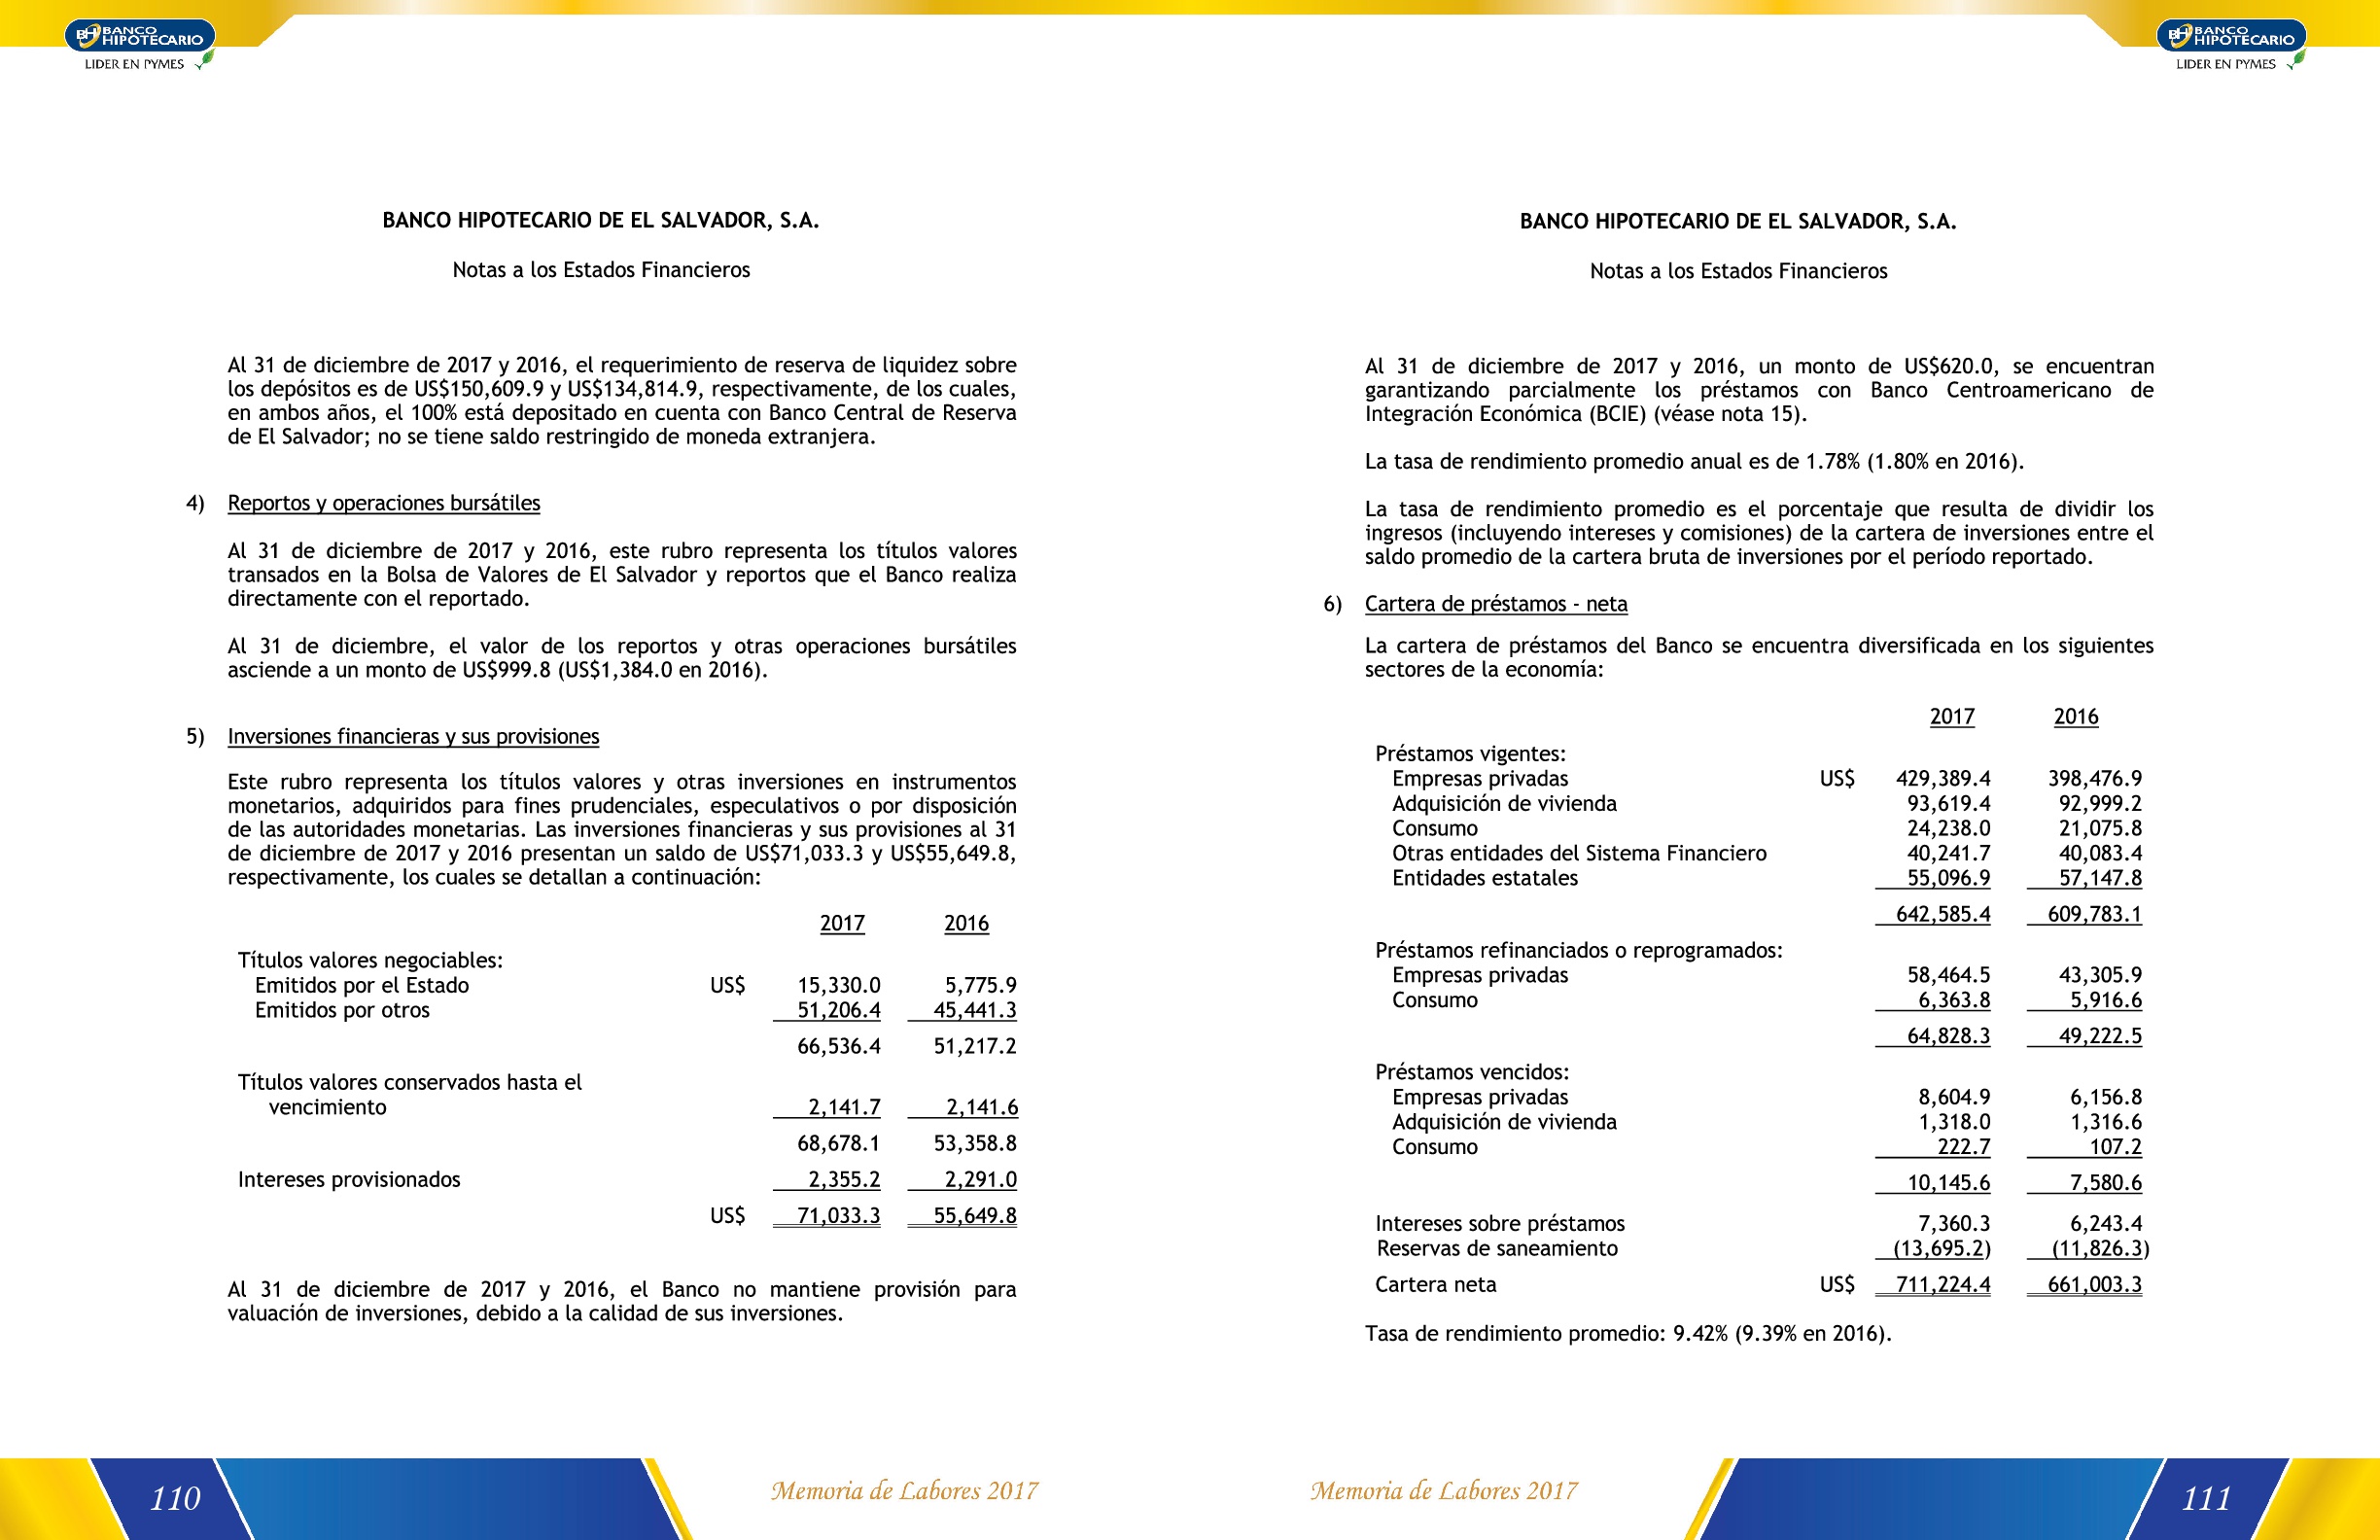 BH BANCO
HIPOTECARIO
LIDER EN PYMES
BANCO HIPOTECARIO DE EL SALVADOR, S.A.
Notas a los Estados Financieros
Al 31 de diciembre de 2017 y 2016, el requerimiento de reserva de liquidez sobre
los depósitos es de US$150,609.9 y US$134,814.9, respectivamente, de los cuales,
en ambos años, el 100% está depositado en cuenta con Banco Central de Reserva
de El Salvador; no se tiene saldo restringido de moneda extranjera.
4) Reportos y operaciones bursátiles
Al 31 de diciembre de 2017 y 2016, este rubro representa los títulos valores
transados en la Bolsa de Valores de El Salvador y reportos que el Banco realiza
directamente con el reportado.
Al 31 de diciembre, el valor de los reportos y otras operaciones bursátiles
asciende a un monto de US$999.8 (US$1,384.0 en 2016).
5) Inversiones financieras y sus provisiones
Este rubro representa los títulos valores y otras inversiones en instrumentos
monetarios, adquiridos para fines prudenciales, especulativos o por disposición
de las autoridades monetarias. Las inversiones financieras y sus provisiones al 31
de diciembre de 2017 y 2016 presentan un saldo de US$71,033.3 y US$55,649.8,
respectivamente, los cuales se detallan a continuación:
2017 2016
Títulos valores negociables:
Emitidos por el Estado US$ 15,330.0 5,775.9
Emitidos por otros 51,206.4 45,441.3
66,536.4 51,217.2
Títulos valores conservados hasta el
vencimiento 2,141.7 2,141.6
68,678.1 53,358.8
Intereses provisionados 2,355.2 2,291.0
US$ 71,033.3 55,649.8
Al 31 de diciembre de 2017 y 2016, el Banco no mantiene provisión para
valuación de inversiones, debido a la calidad de sus inversiones.
110
Memoria de Labores 2017
BH BANCO
HIPOTECARIO
LIDER EN PYMES
BANCO HIPOTECARIO DE EL SALVADOR, S.A.
Notas a los Estados Financieros
Al 31 de diciembre de 2017 y 2016, un monto de US$620.0, se encuentran
garantizando parcialmente los préstamos con Banco Centroamericano de
Integración Económica (BCIE) (véase nota 15).
La tasa de rendimiento promedio anual es de 1.78% (1.80% en 2016).
La tasa de rendimiento promedio es el porcentaje que resulta de dividir los
ingresos (incluyendo intereses y comisiones) de la cartera de inversiones entre el
saldo promedio de la cartera bruta de inversiones por el período reportado.
6) Cartera de préstamos - neta
La cartera de préstamos del Banco se encuentra diversificada en los siguientes
sectores de la economía:
2017 2016
Préstamos vigentes:
Empresas privadas US$ 429,389.4 398,476.9
Adquisición de vivienda 93,619.4 92,999.2
Consumo 24,238.0 21,075.8
Otras entidades del Sistema Financiero 40,241.7 40,083.4
Entidades estatales 55,096.9 57,147.8
642,585.4 609,783.1
Préstamos refinanciados o reprogramados:
Empresas privadas 58,464.5 43,305.9
Consumo 6,363.8 5,916.6
64,828.3 49,222.5
Préstamos vencidos:
Empresas privadas 8,604.9 6,156.8
Adquisición de vivienda 1,318.0 1,316.6
Consumo 222.7 107.2
10,145.6 7,580.6
Intereses sobre préstamos 7,360.3 6,243.4
Reservas de saneamiento (13,695.2) (11,826.3)
Cartera neta US$ 711,224.4 661,003.3
Tasa de rendimiento promedio: 9.42% (9.39% en 2016).
Memoria de Labores 2017
111